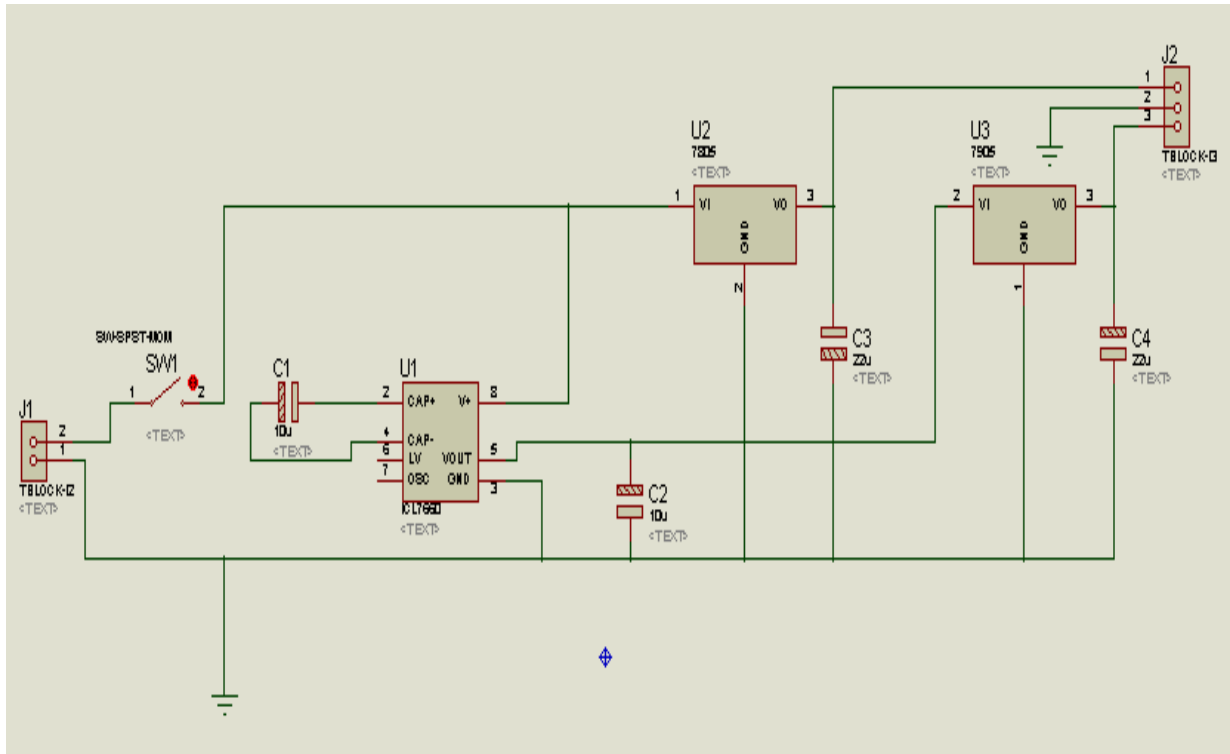 J2
1
2
3
TBLOCK-I3
<TEXT>
U2
7805
<TEXT>
1
VI
VO
3
GND
2
U3
7905
<TEXT>
2
VI
VO
3
GND
1
SW-SPST-MOM
SW1
1
2
<TEXT>
C3
22u
<TEXT>
C4
22u
<TEXT>
C1
10u
<TEXT>
U1
2
CAP+
V+
8
4
CAP-
6
LV
VOUT
5
7
OSC
GND
3
ICL7660
<TEXT>
J1
2
1
TBLOCK-I2
<TEXT>
C2
10u
<TEXT>